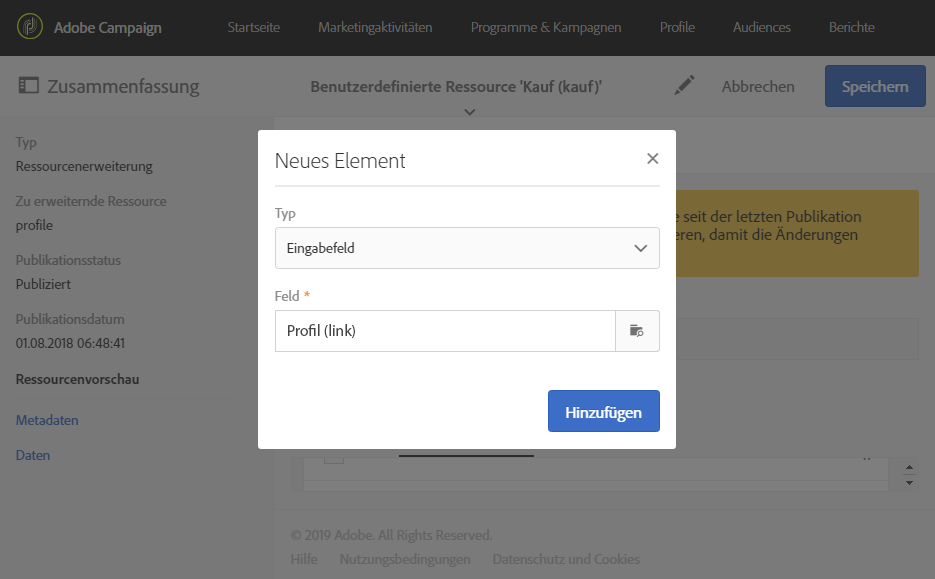 Adobe Campaign
Startseite
Marketingaktivitäten
Programme & Kampagnen
Profile
Audiences
Berichte
Zusammenfassung
Benutzerdefinierte Ressource 'Kauf (kauf)'
Abbrechen
Speichern
Typ
Ressourcenerweiterung
Zu erweiternde Ressource
profile
Publikationsstatus
Publiziert
Publikationsdatum
01.08.2018 06:48:41
Ressourcenvorschau
Metadaten
Daten
Neues Element
Typ
Eingabefeld
Feld *
Profil (link)
Hinzufügen
seit der letzten Publikation
damit die Änderungen
© 2019 Adobe. All Rights Reserved.
Hilfe
Nutzungsbedingungen
Datenschutz und Cookies